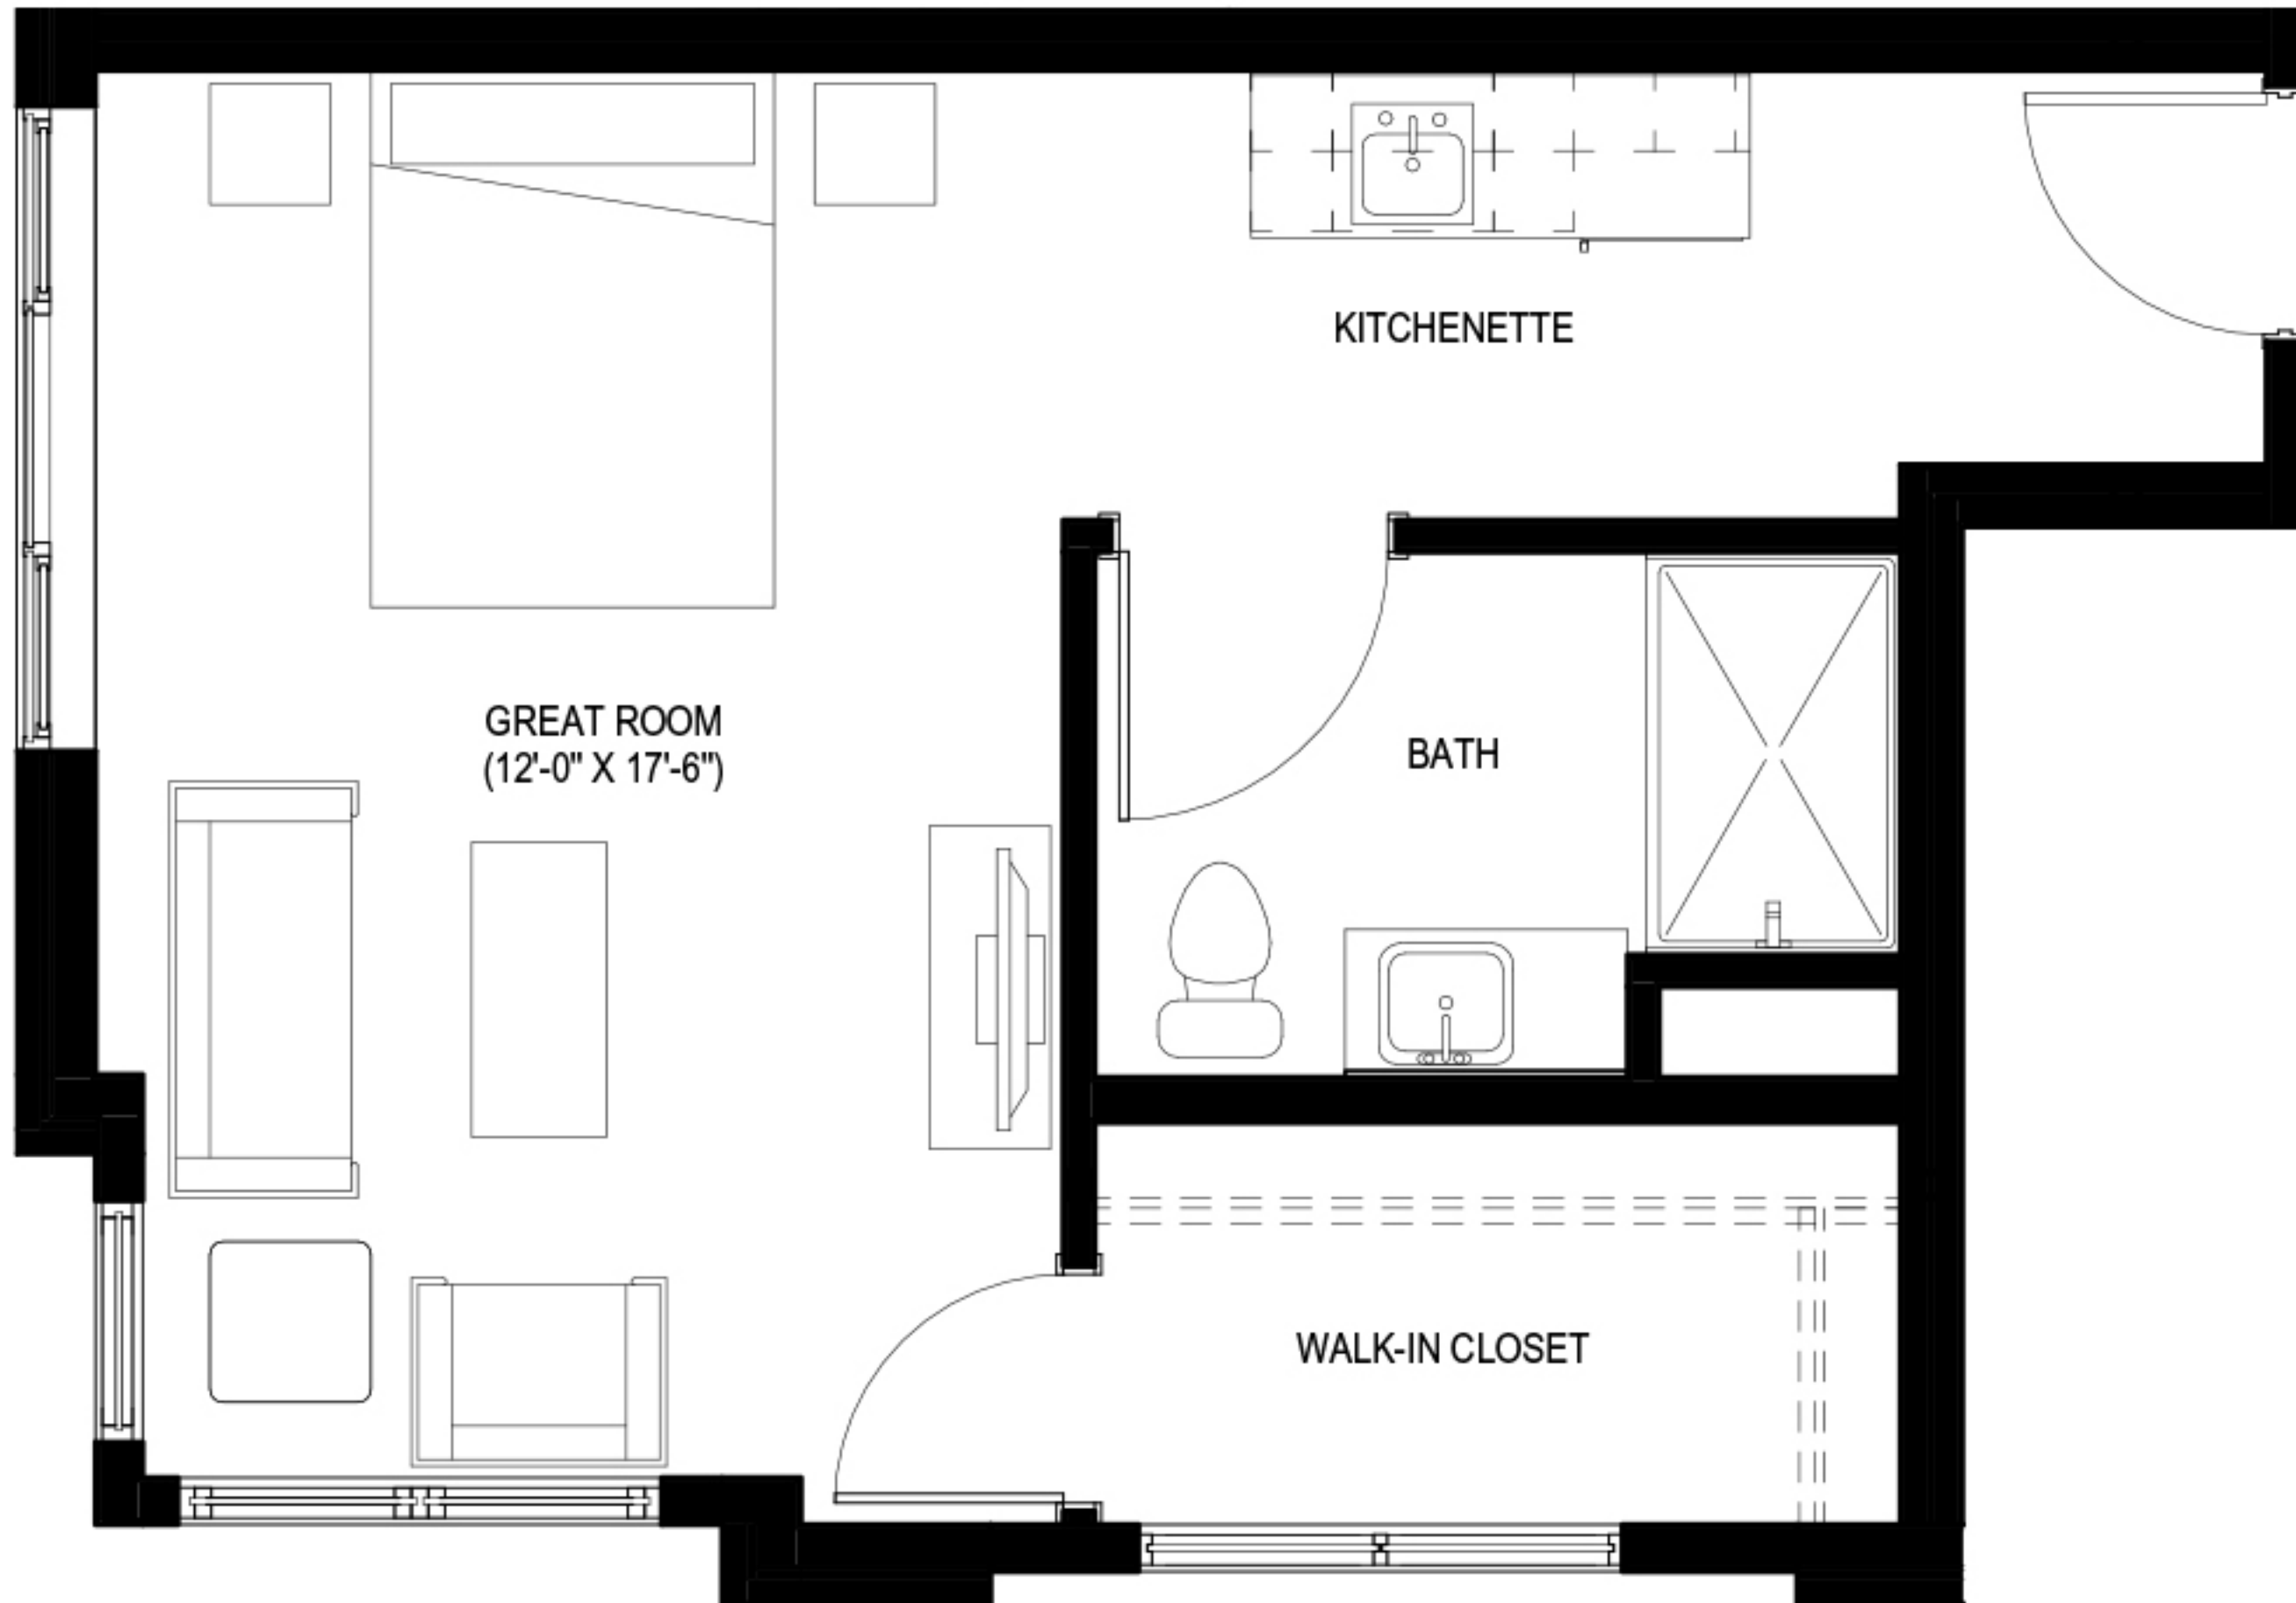 KITCHENETTE
GREAT ROOM
(12'-0" X 17'-6")
BATH
WALK-IN CLOSET